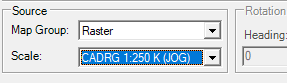 Source
Rotation
Map Group: Raster
Heading:
Scale: CADRG 1:250 K (JOG)
0